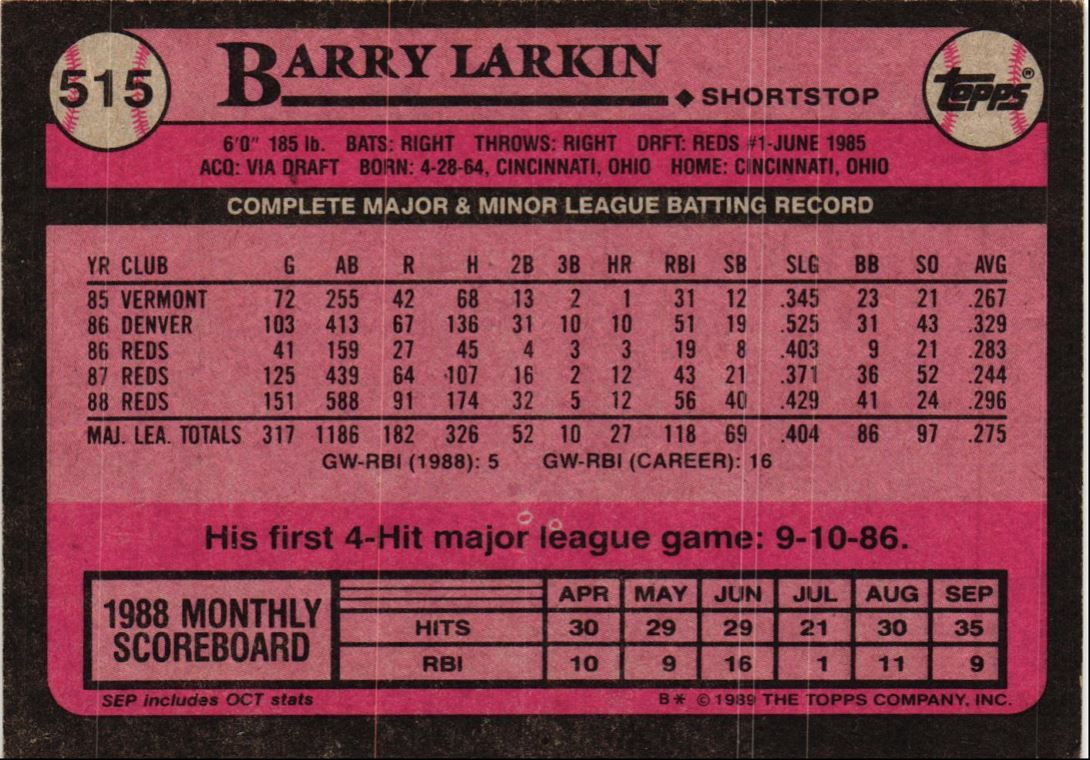 515
BARRY LARKIN
◆ SHORTSTOP
TOPPS®
6'0" 185 lb. BATS: RIGHT THROWS: RIGHT DRFT: REDS #1-JUNE 1985
ACQ: VIA DRAFT BORN: 4-28-64, CINCINNATI, OHIO HOME: CINCINNATI, OHIO
COMPLETE MAJOR & MINOR LEAGUE BATTING RECORD
YR CLUB G AB R H 2B 3B HR RBI SB SLG BB SO AVG
85 VERMONT 72 255 42 68 13 2 1 31 12 .345 23 21 .267
86 DENVER 103 413 67 136 31 10 10 51 19 .525 31 43 .329
86 REDS 41 159 27 45 4 3 3 19 8 .403 9 21 .283
87 REDS 125 439 64 107 16 2 12 43 21 .371 36 52 .244
88 REDS 151 588 91 174 32 5 12 56 40 .429 41 24 .296
MAJ. LEA. TOTALS 317 1186 182 326 52 10 27 118 69 .404 86 97 .275
GW-RBI (1988): 5 GW-RBI (CAREER): 16
His first 4-Hit major league game: 9-10-86.
1988 MONTHLY
SCOREBOARD
APR MAY JUN JUL AUG SEP
HITS 30 29 29 21 30 35
RBI 10 9 16 1 11 9
SEP includes OCT stats
B* © 1989 THE TOPPS COMPANY, INC.